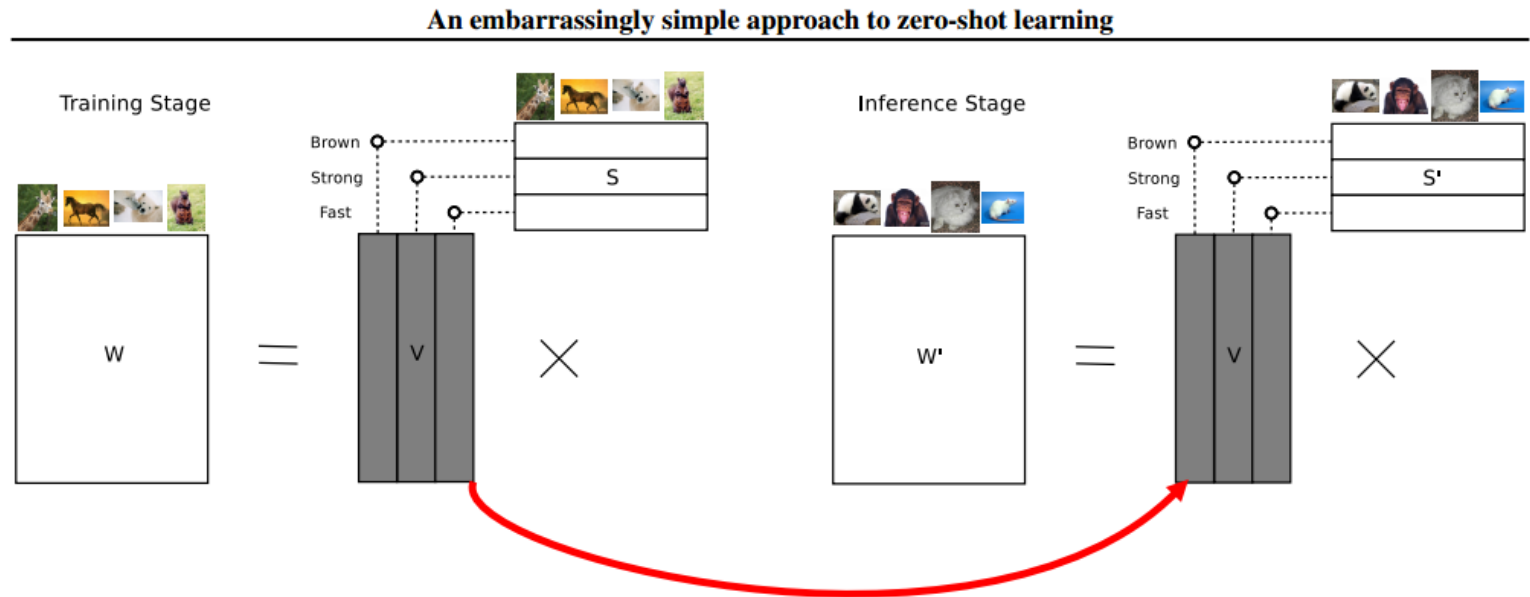 An embarrassingly simple approach to zero-shot learning
Training Stage
Brown
Strong
Fast
S
W
V
Inference Stage
Brown
Strong
Fast
S'
W'
V